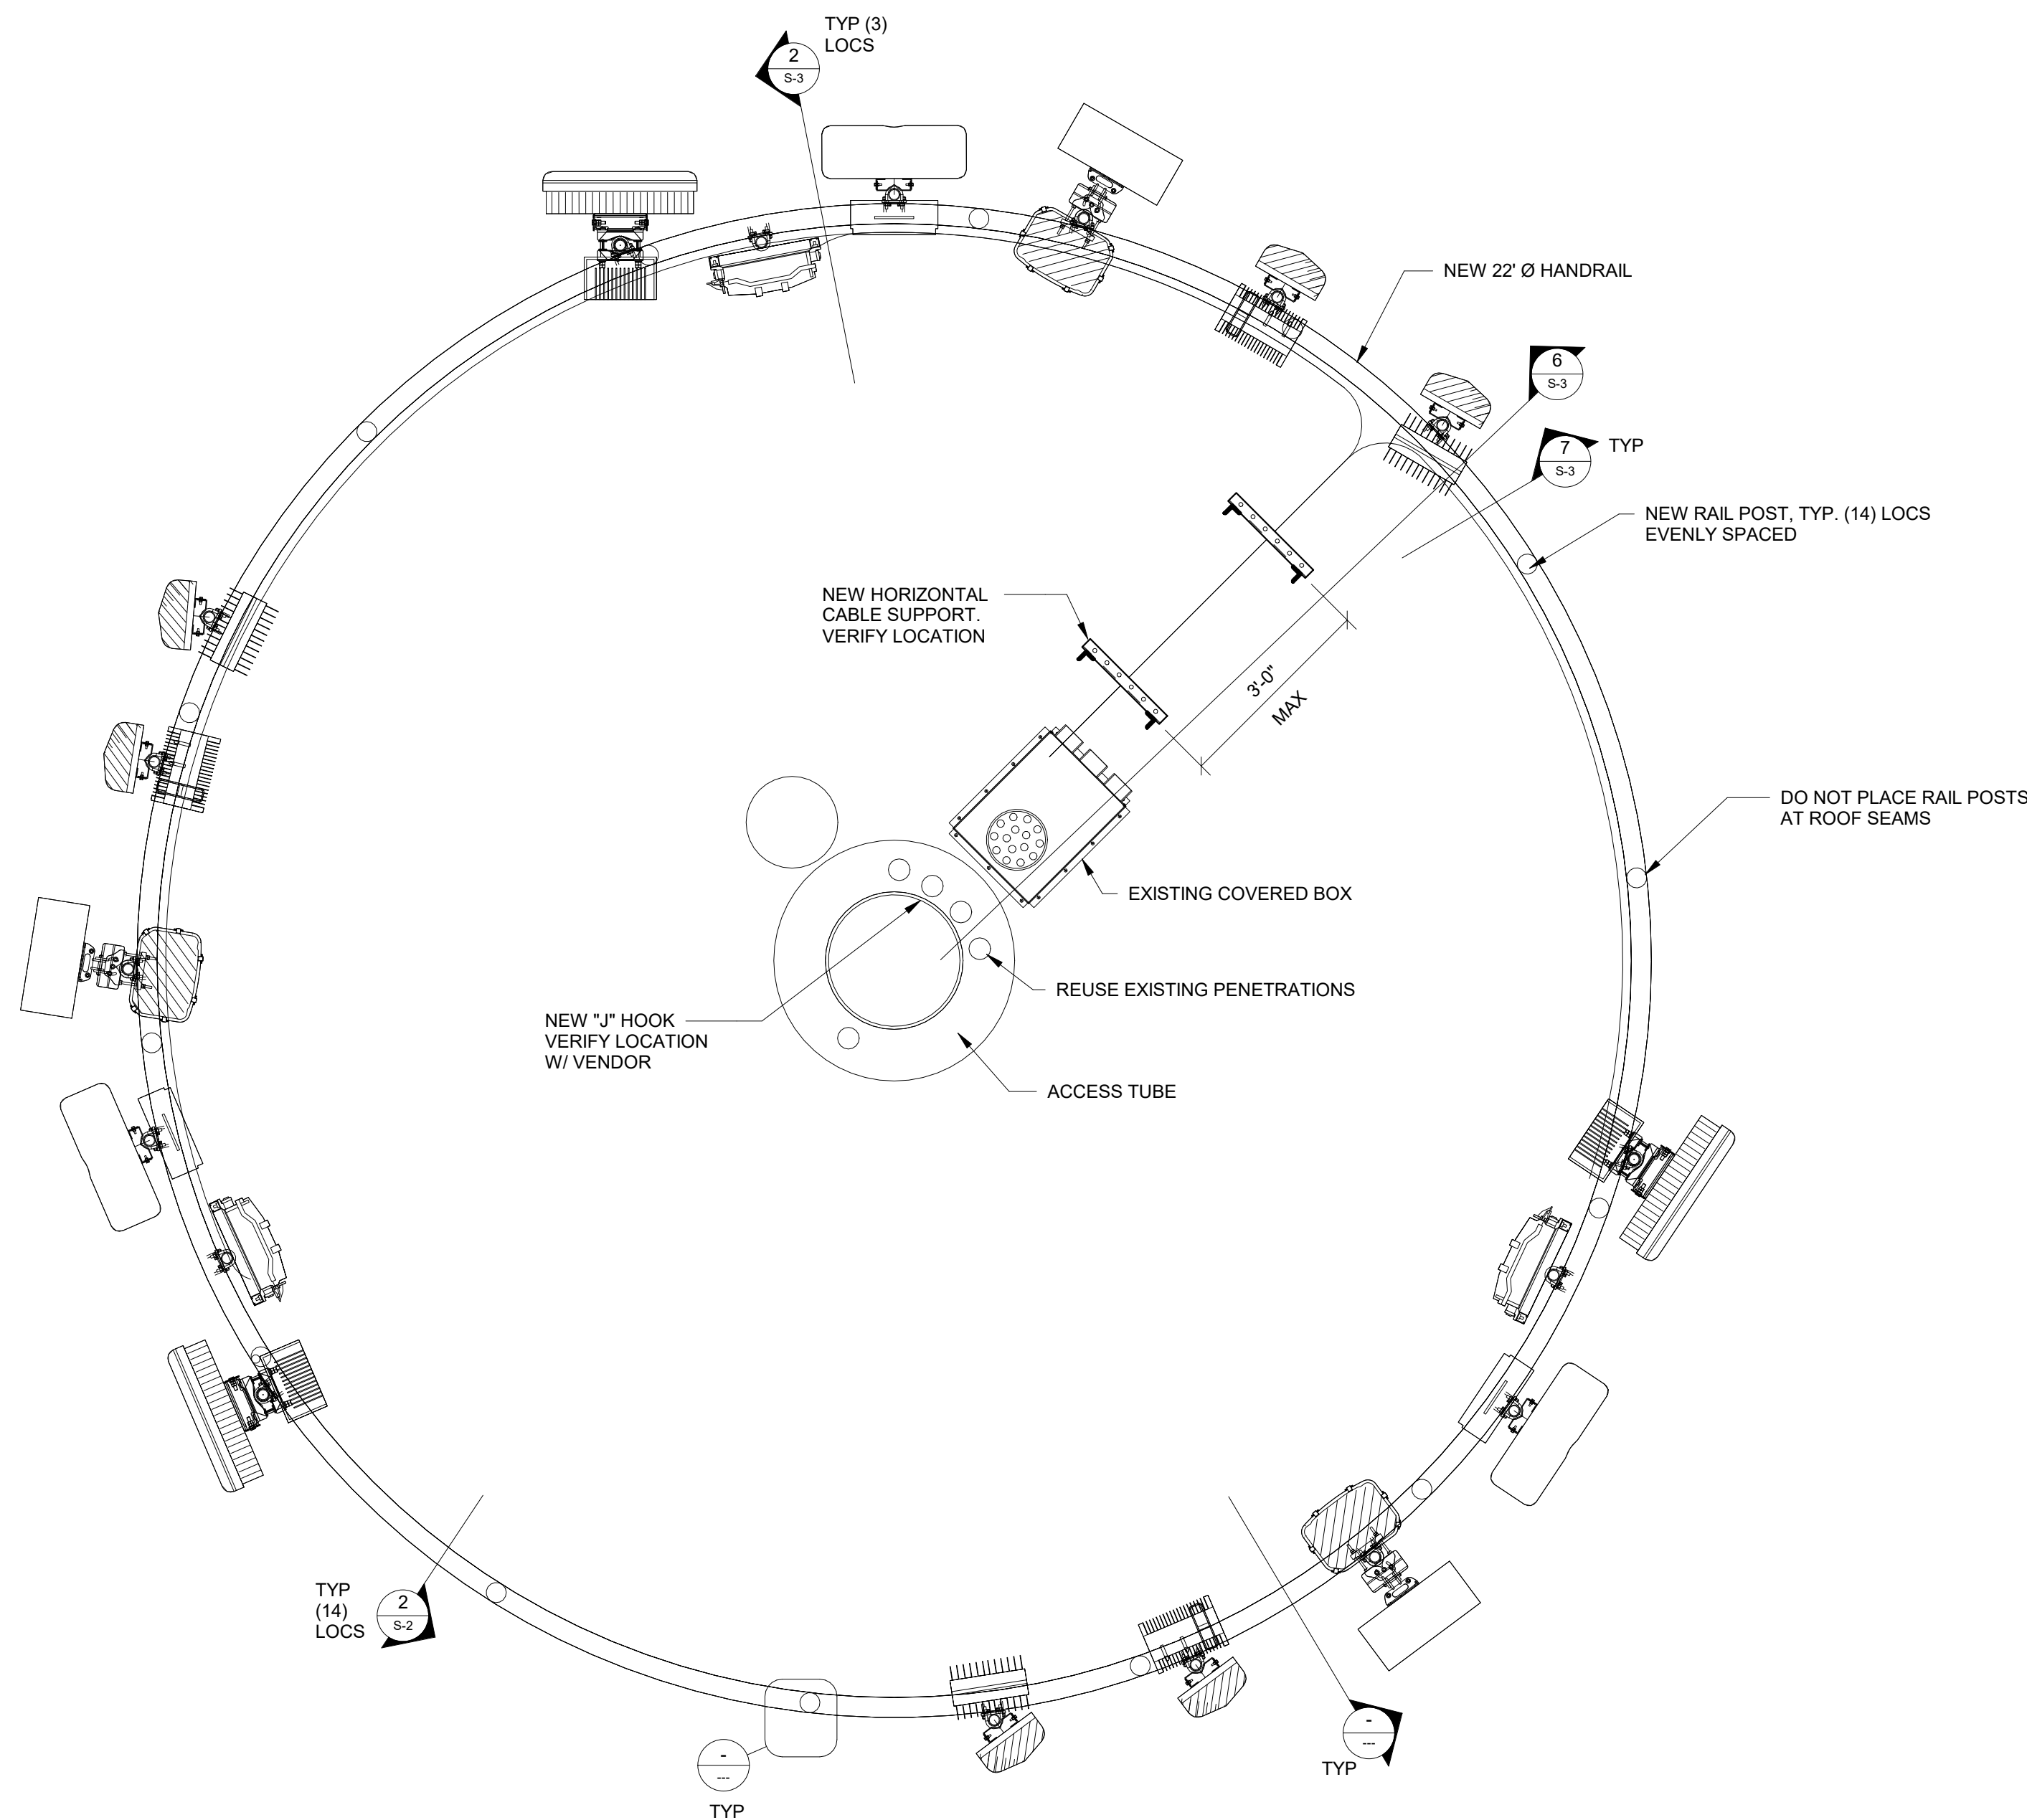 TYP (3)
LOCS
2
S-3
NEW 22' Ø HANDRAIL
6
S-3
7
S-3
TYP
NEW RAIL POST, TYP. (14) LOCS
EVENLY SPACED
NEW HORIZONTAL
CABLE SUPPORT.
VERIFY LOCATION
3'-0"
MAX
DO NOT PLACE RAIL POSTS
AT ROOF SEAMS
EXISTING COVERED BOX
REUSE EXISTING PENETRATIONS
NEW "J" HOOK
VERIFY LOCATION
W/ VENDOR
ACCESS TUBE
TYP
(14)
LOCS
2
S-2
-
---
TYP
-
---
TYP